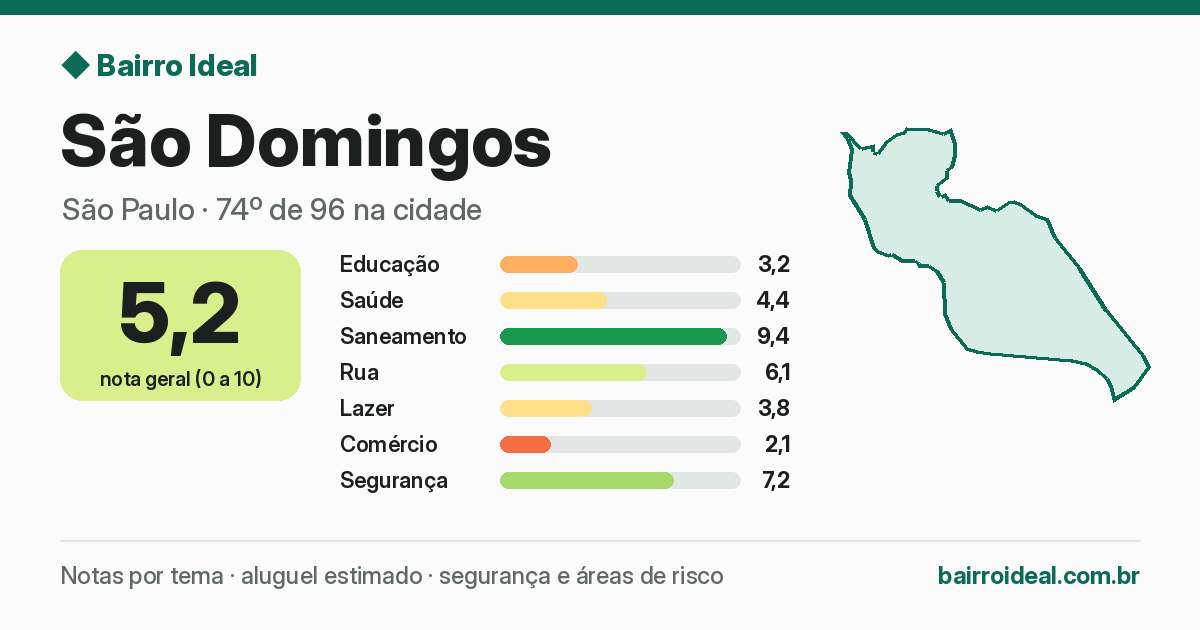 Bairro Ideal
São Domingos
São Paulo · 74º de 96 na cidade
5,2
nota geral (0 a 10)
Educação 3,2
Saúde 4,4
Saneamento 9,4
Rua 6,1
Lazer 3,8
Comércio 2,1
Segurança 7,2
Notas por tema · aluguel estimado · segurança e áreas de risco
bairroideal.com.br